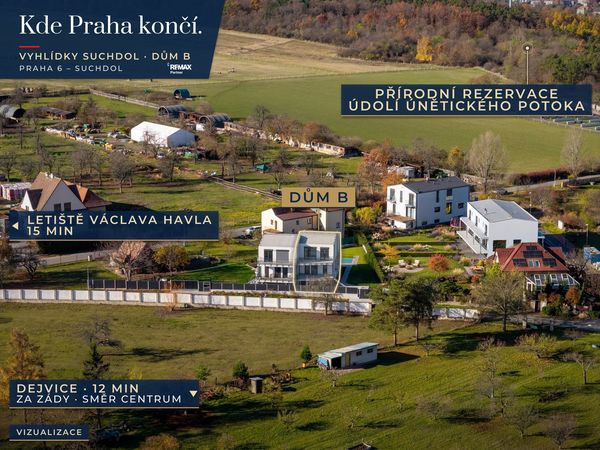 Kde Praha končí.
VYHLÍDKY SUCHDOL · DŮM B
PRAHA 6 – SUCHDOL
RE/MAX
Partner
PŘÍRODNÍ REZERVACE
ÚDOLÍ ÚNĚTICKÉHO POTOKA
DŮM B
LETIŠTĚ VÁCLAVA HAVLA
15 MIN
DEJVICE · 12 MIN
ZA ZÁDY · SMĚR CENTRUM
VIZUALIZACE